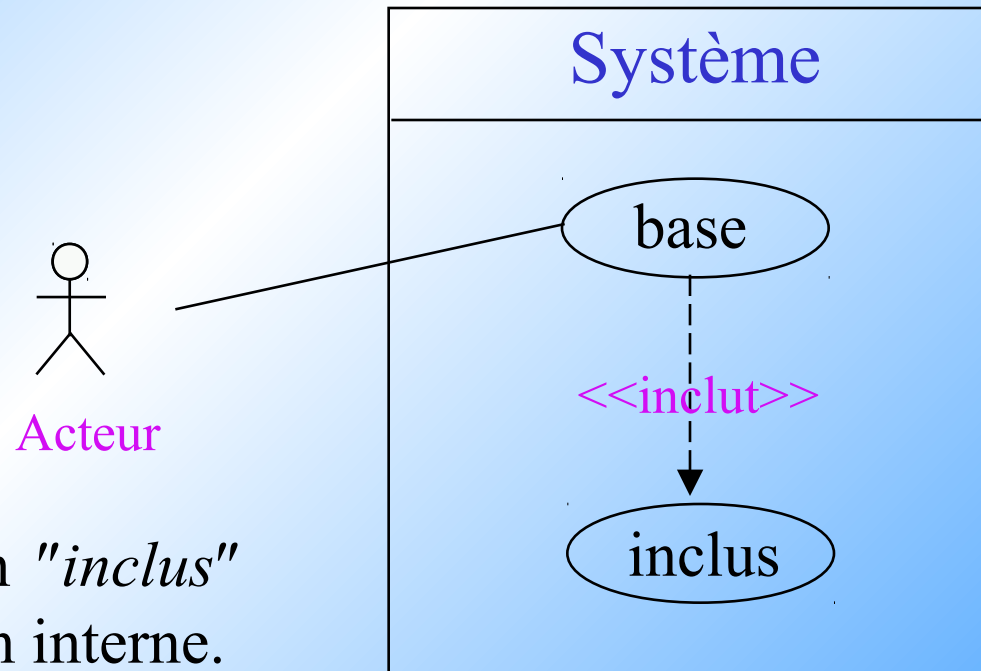 Système
base
<<inclut>>
Acteur
inclus
"inclus"
interne.